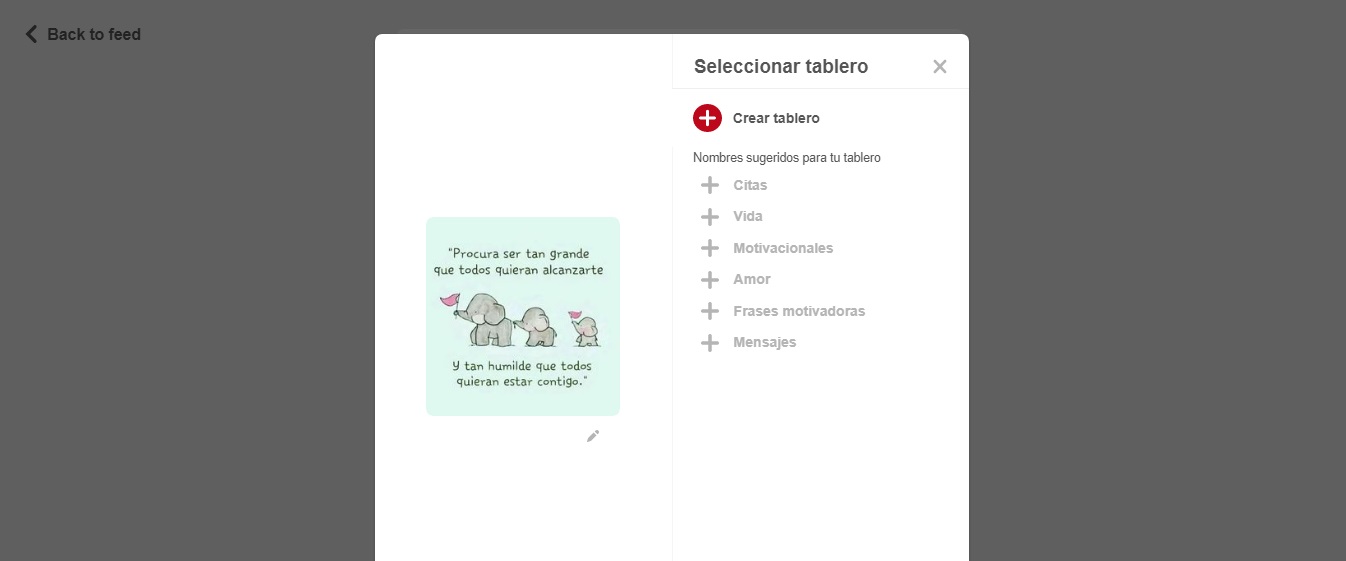 Back to feed
"Procura ser tan grande
que todos quieran alcanzarte
Y tan humilde que todos
quieran estar contigo."
Seleccionar tablero
Crear tablero
Nombres sugeridos para tu tablero
Citas
Vida
Motivacionales
Amor
Frases motivadoras
Mensajes